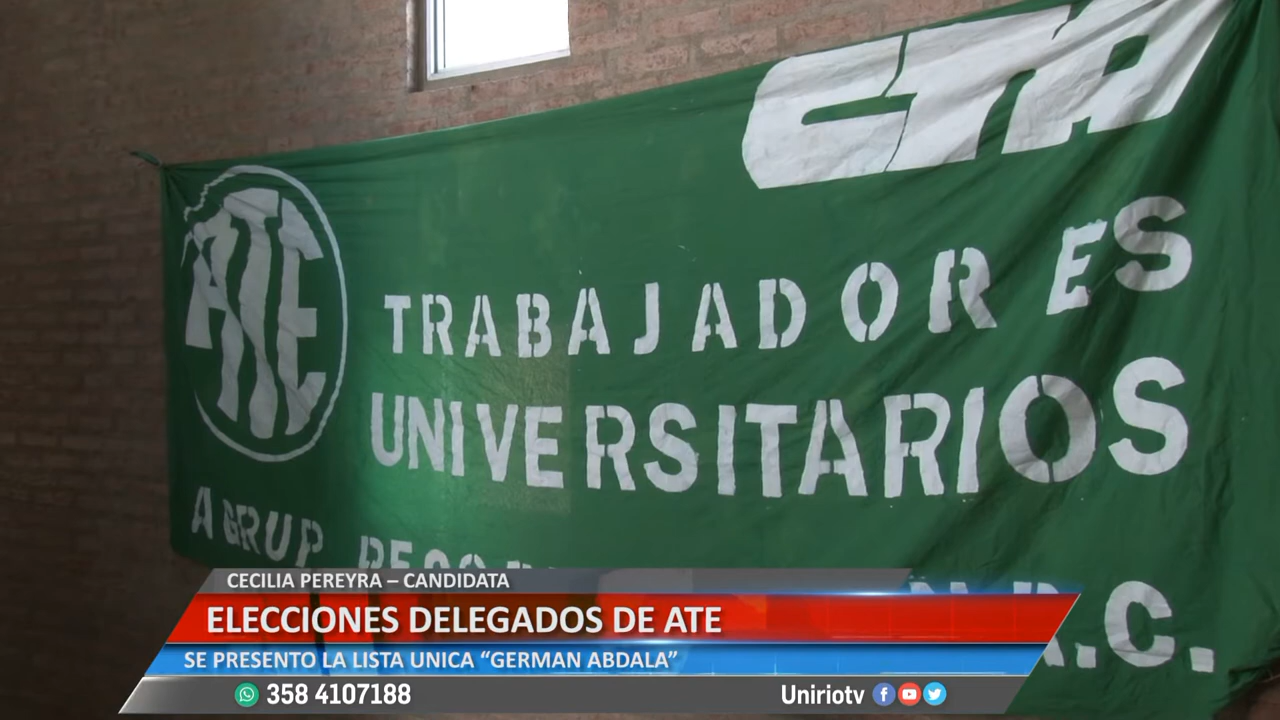 CTA
ATE
TRABAJADORES
UNIVERSITARIOS
AGRUP
R.C.
CECILIA PEREYRA – CANDIDATA
ELECCIONES DELEGADOS DE ATE
SE PRESENTO LA LISTA UNICA “GERMAN ABDALA”
358 4107188
Uniriotv